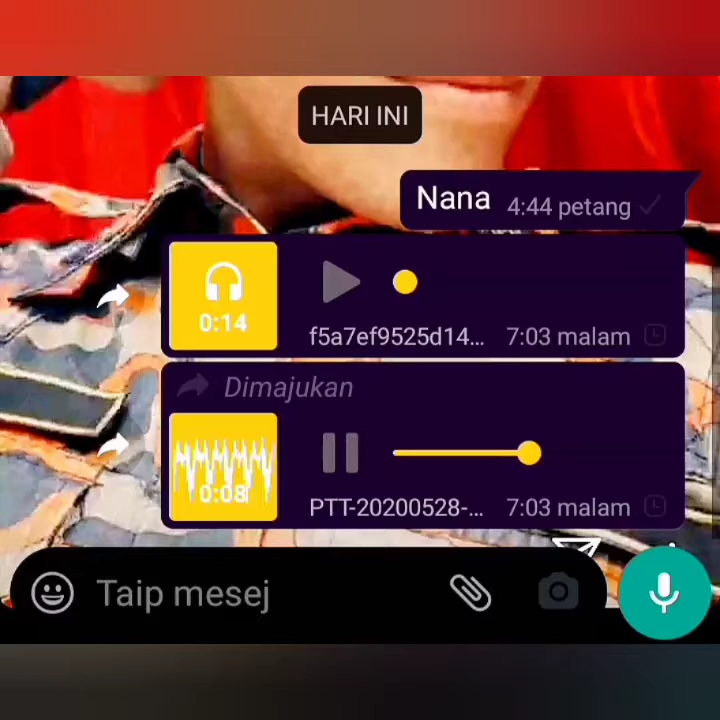 HARI INI
Nana 4:44 petang
0:14
f5a7ef9525d14... 7:03 malam
Dimajukan
0:08
PTT-20200528-... 7:03 malam
Taip mesej